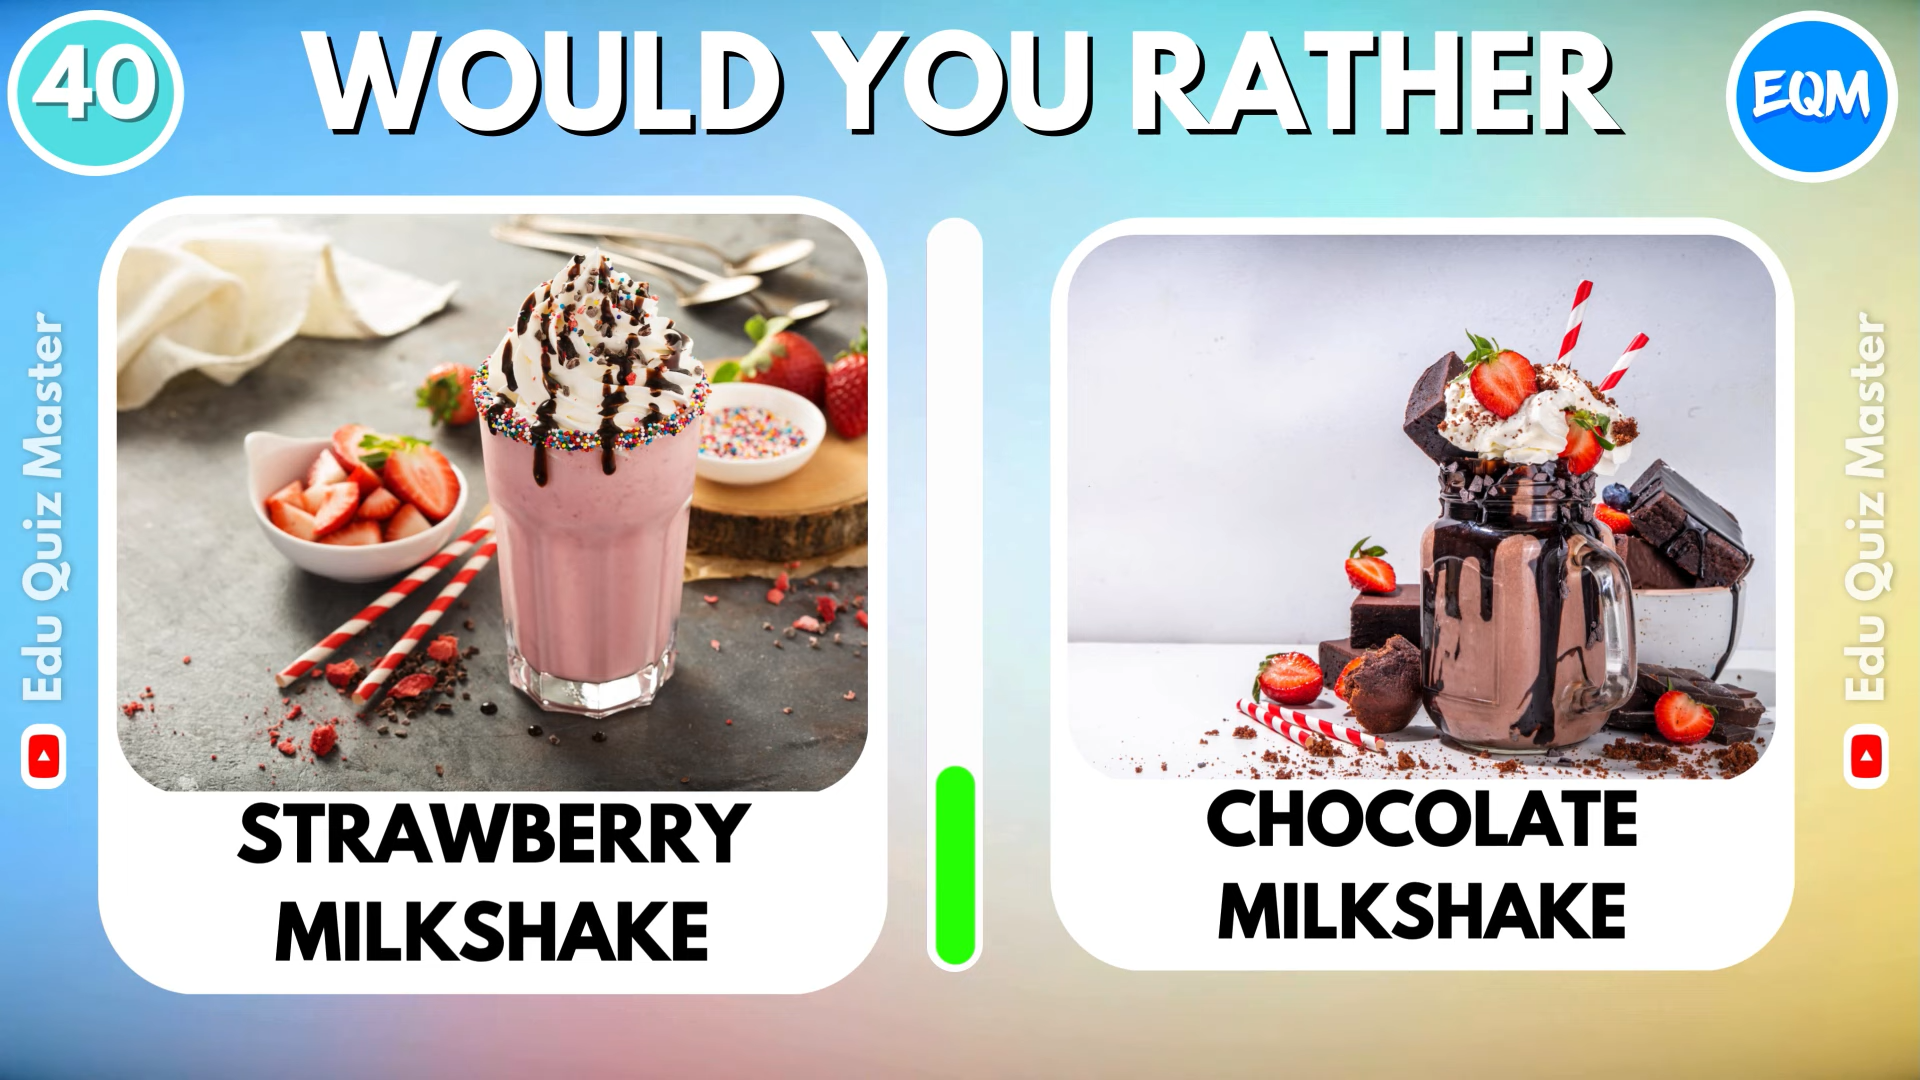 40
WOULD YOU RATHER
EQM
Edu Quiz Master
STRAWBERRY
MILKSHAKE
CHOCOLATE
MILKSHAKE
Edu Quiz Master